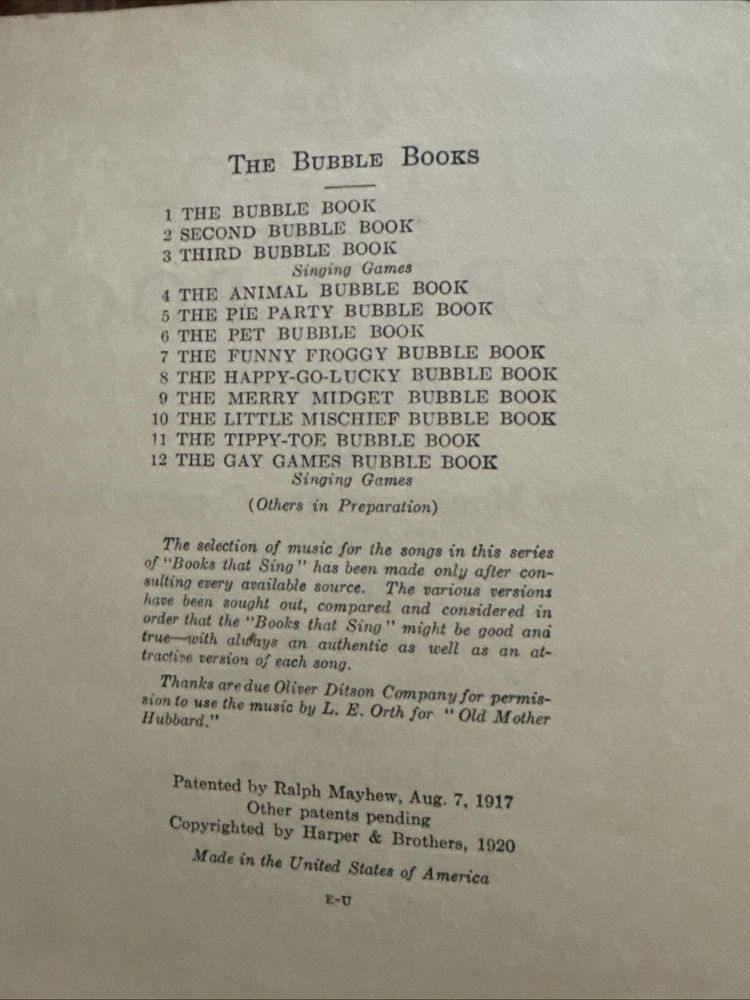 THE BUBBLE BOOKS
1 THE BUBBLE BOOK
2 SECOND BUBBLE BOOK
3 THIRD BUBBLE BOOK
Singing Games
4 THE ANIMAL BUBBLE BOOK
5 THE PIE PARTY BUBBLE BOOK
6 THE PET BUBBLE BOOK
7 THE FUNNY FROGGY BUBBLE BOOK
8 THE HAPPY-GO-LUCKY BUBBLE BOOK
9 THE MERRY MIDGET BUBBLE BOOK
10 THE LITTLE MISCHIEF BUBBLE BOOK
11 THE TIPPY-TOE BUBBLE BOOK
12 THE GAY GAMES BUBBLE BOOK
Singing Games
(Others in Preparation)
The selection of music for the songs in this series
of "Books that Sing" has been made only after con-
sulting every available source. The various versions
have been sought out, compared and considered in
order that the "Books that Sing" might be good and
true—with always an authentic as well as an at-
tractive version of each song.
Thanks are due Oliver Ditson Company for permis-
sion to use the music by L. E. Orth for "Old Mother
Hubbard."
Patented by Ralph Mayhew, Aug. 7, 1917
Other patents pending
Copyrighted by Harper & Brothers, 1920
Made in the United States of America
E-U